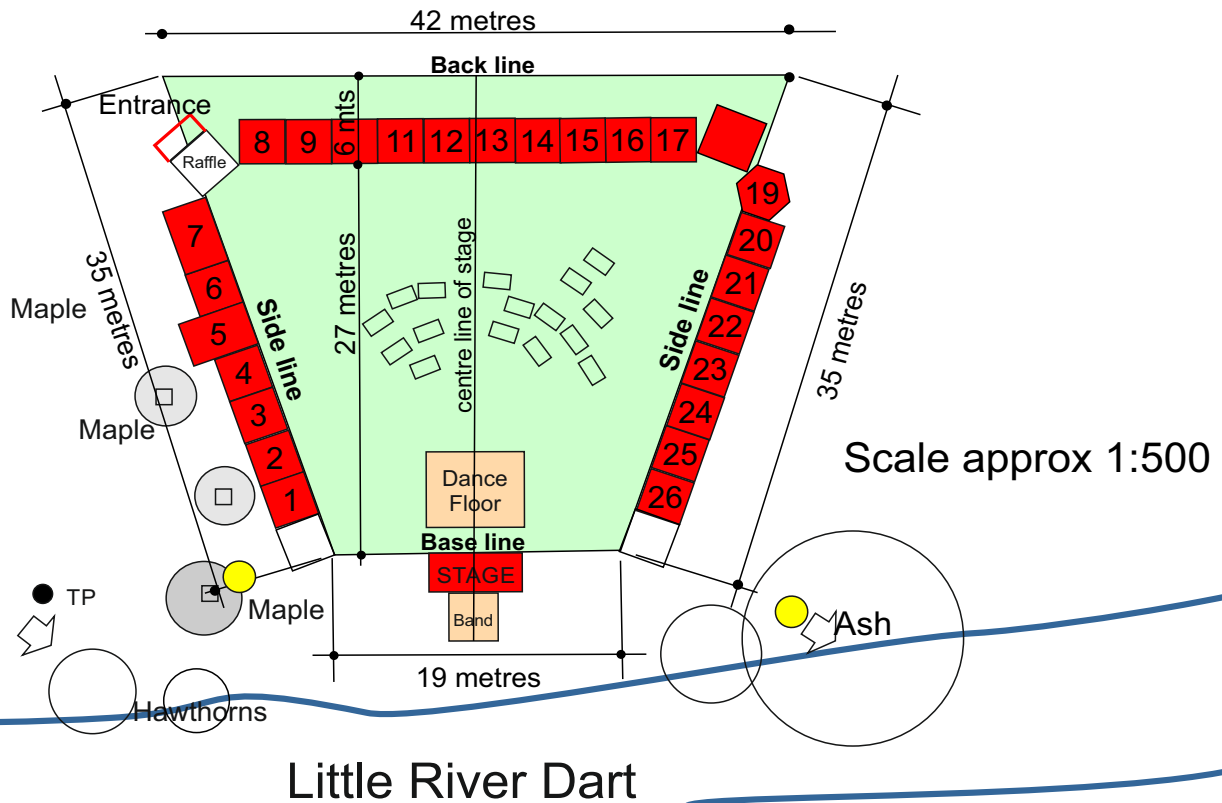 42 metres
Back line
Entrance
6 mts
Raffle
8
9
11
12
13
14
15
16
17
19
7
20
6
21
5
22
4
23
3
24
2
25
1
26
35 metres
Side line
27 metres
centre line of stage
Side line
35 metres
Maple
Maple
Scale approx 1:500
Dance
Floor
Base line
STAGE
Band
TP
Maple
Ash
19 metres
Hawthorns
Little River Dart